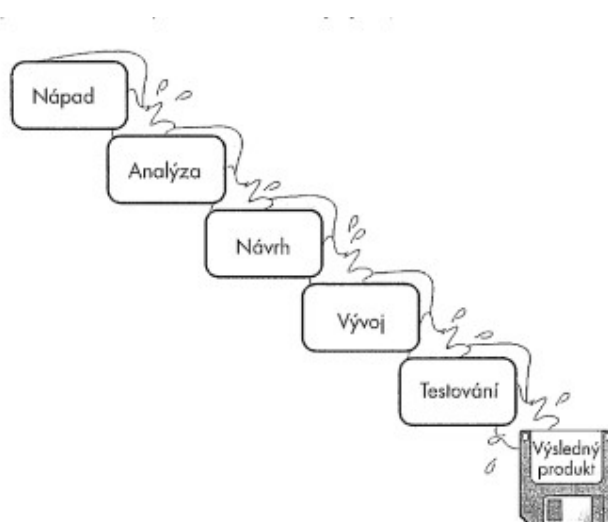 Nápad
Analýza
Návrh
Vývoj
Testování
Výsledný
produkt